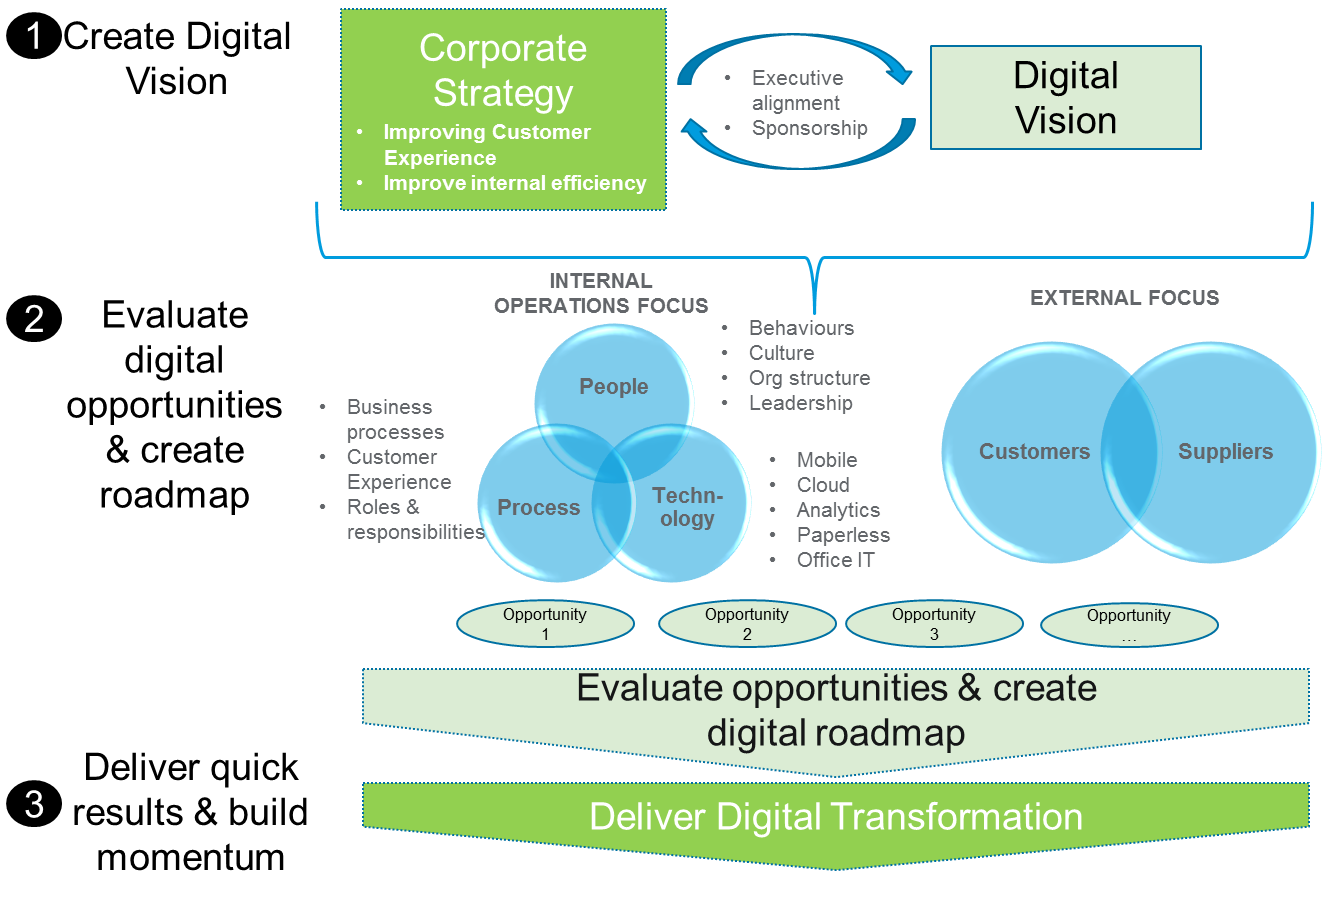 1
Create Digital
Vision
Corporate
Strategy
• Improving Customer
Experience
• Improve internal efficiency
• Executive
alignment
• Sponsorship
Digital
Vision
2
Evaluate
digital
opportunities
& create
roadmap
INTERNAL
OPERATIONS FOCUS
EXTERNAL FOCUS
• Business
processes
• Customer
Experience
• Roles &
responsibilities
People
Process
Techn-
ology
• Behaviours
• Culture
• Org structure
• Leadership
• Mobile
• Cloud
• Analytics
• Paperless
• Office IT
Customers
Suppliers
Opportunity
1
Opportunity
2
Opportunity
3
Opportunity
...
Evaluate opportunities & create
digital roadmap
3
Deliver quick
results & build
momentum
Deliver Digital Transformation